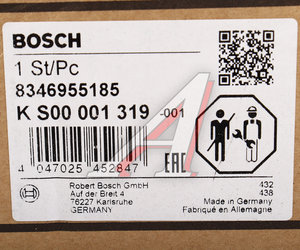 BOSCH
1 St/Pc
8346955185
K S00 001 319 -001
4 047025 452847
EAC
Robert Bosch GmbH
Auf der Breit 4
76227 Karlsruhe
GERMANY
432
438
Made in Germany
Fabriqué en Allemagne